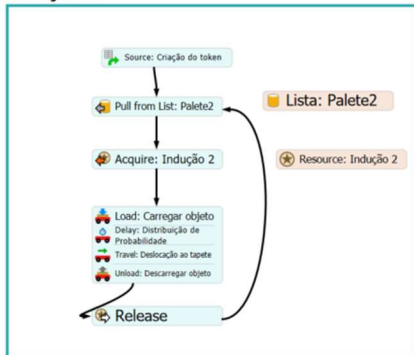 Source: Criação do token
Pull from List: Palete2
Lista: Palete2
Acquire: Indução 2
Resource: Indução 2
Load: Carregar objeto
Delay: Distribuição de
Probabilidade
Travel: Deslocação ao tapete
Unload: Descarregar objeto
Release